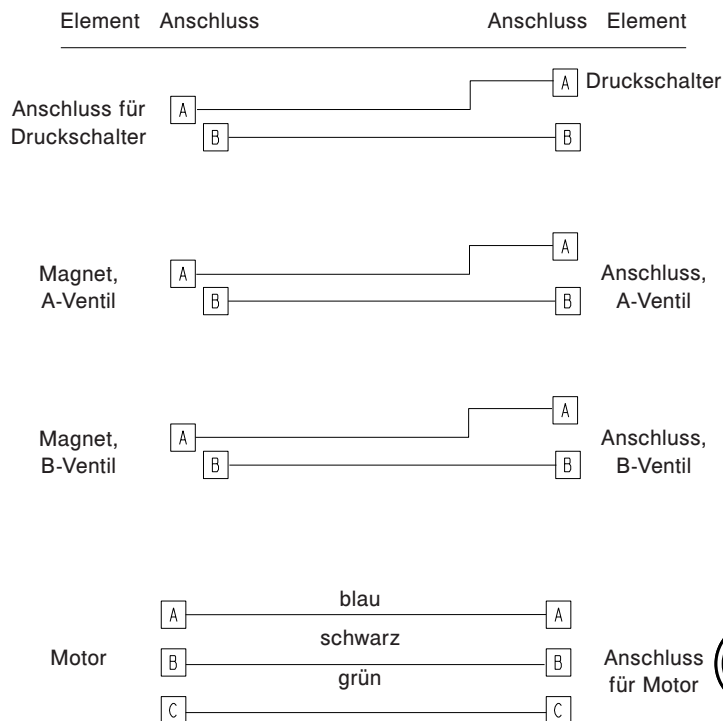 Element Anschluss Anschluss Element
A Druckschalter
Anschluss für
Druckschalter
A
B B
A
Magnet,
A-Ventil
A
Anschluss,
A-Ventil
B B
A
Magnet,
B-Ventil
A
Anschluss,
B-Ventil
B B
blau
A A
schwarz
Motor
B B
Anschluss
für Motor
grün
C C